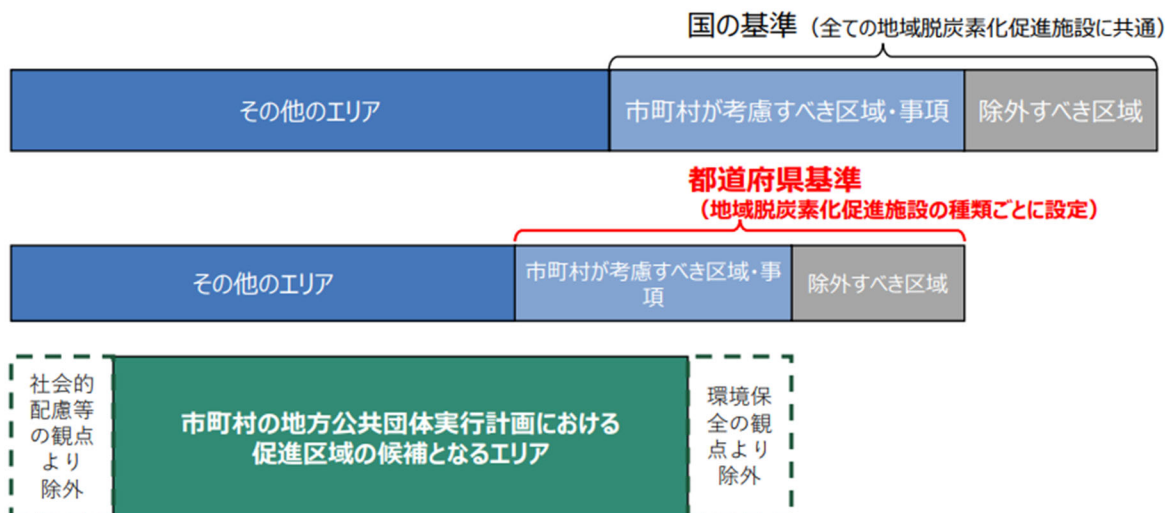 国の基準（全ての地域脱炭素化促進施設に共通）
その他のエリア
市町村が考慮すべき区域・事項
除外すべき区域
都道府県基準
（地域脱炭素化促進施設の種類ごとに設定）
その他のエリア
市町村が考慮すべき区域・事
項
除外すべき区域
社会的
配慮等
の観点
より
除外
市町村の地方公共団体実行計画における
促進区域の候補となるエリア
環境保
全の観
点より
除外